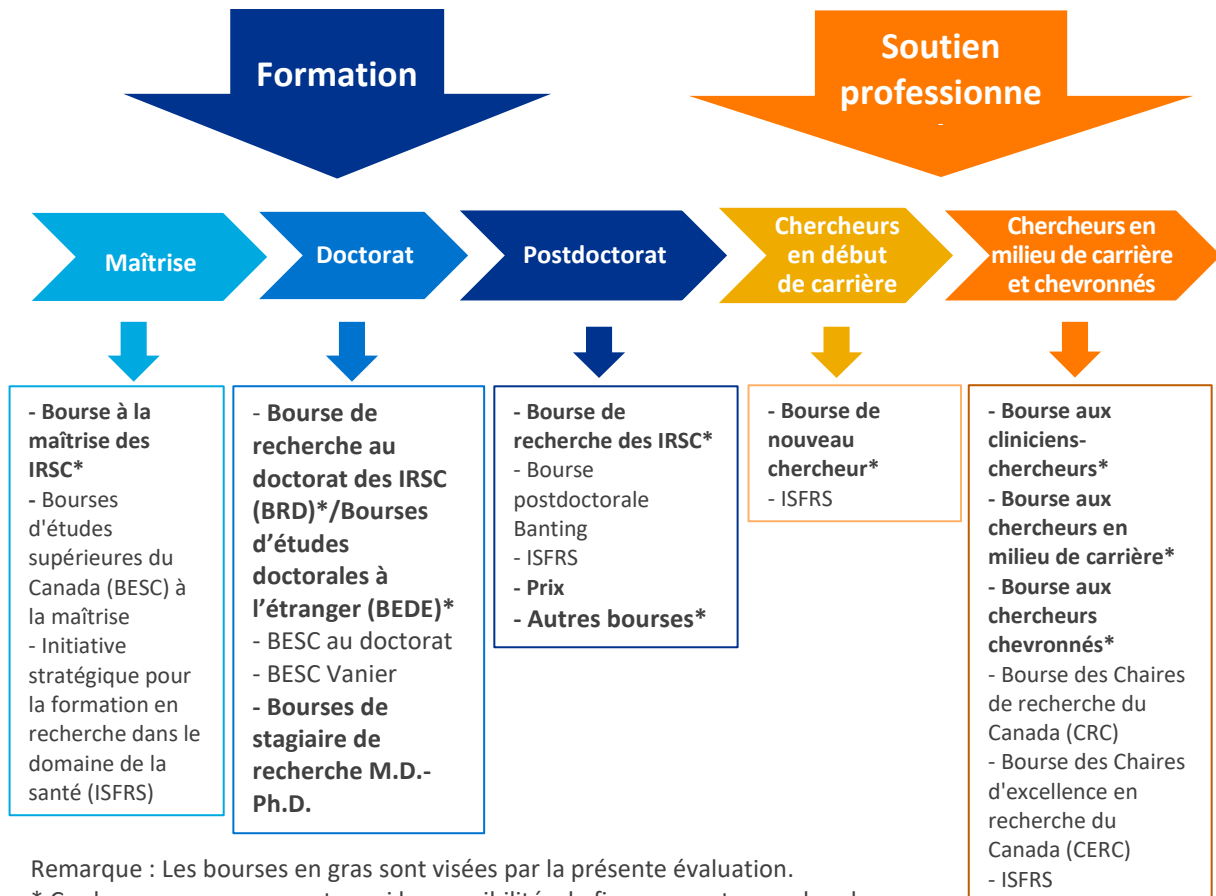 Formation
Soutien
professionne
Maîtrise
Doctorat
Postdoctorat
Chercheurs
en début
de carrière
Chercheurs en
milieu de carrière
et chevronnés
- Bourse à la
maîtrise des
IRSC*
- Bourses
d'études
supérieures du
Canada (BESC) à
la maîtrise
- Initiative
stratégique pour
la formation en
recherche dans le
domaine de la
santé (ISFRS)
- Bourse de
recherche au
doctorat des IRSC
(BRD)*/Bourses
d’études
doctorales à
l’étranger (BEDE)*
- BESC au doctorat
- BESC Vanier
- Bourses de
stagiaire de
recherche M.D.-
Ph.D.
- Bourse de
recherche des IRSC*
- Bourse
postdoctorale
Banting
- ISFRS
- Prix
- Autres bourses*
- Bourse de
nouveau
chercheur*
- ISFRS
- Bourse aux
cliniciens-
chercheurs*
- Bourse aux
chercheurs en
milieu de carrière*
- Bourse aux
chercheurs
chevronnés*
- Bourse des Chaires
de recherche du
Canada (CRC)
- Bourse des Chaires
d'excellence en
recherche du
Canada (CERC)
- ISFRS
Remarque : Les bourses en gras sont visées par la présente évaluation.